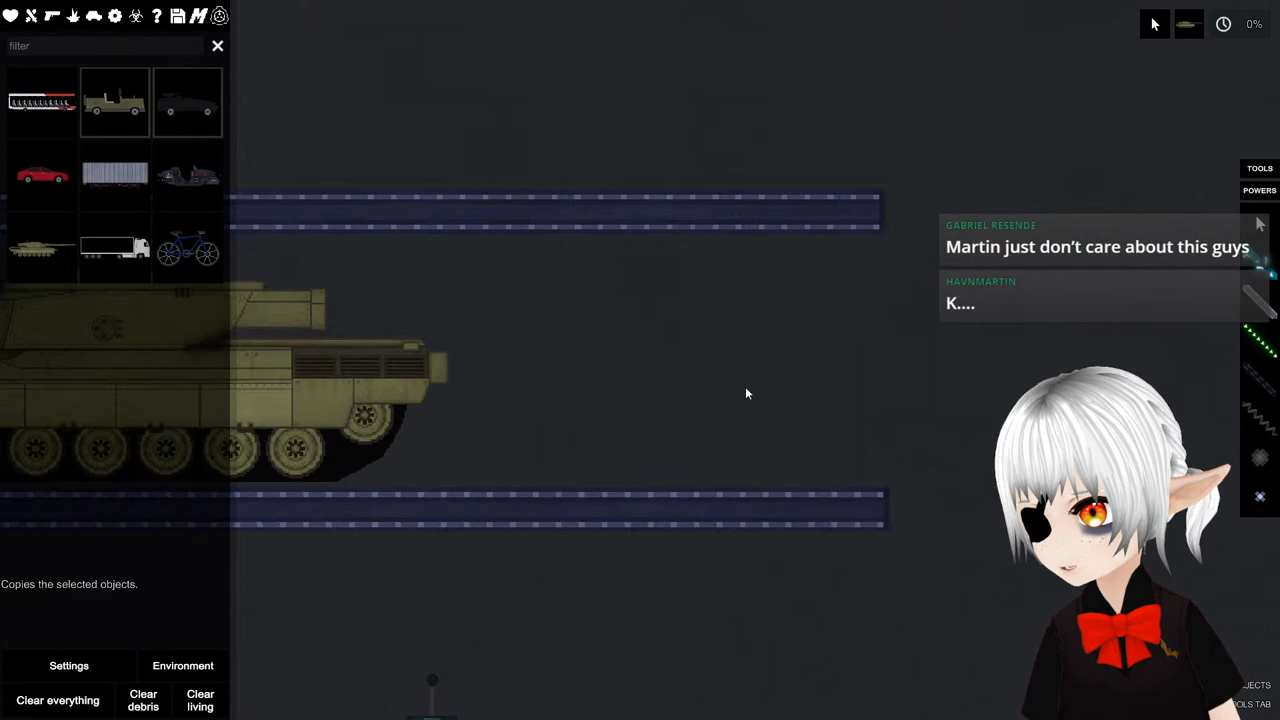 filter
0%
TOOLS
POWERS
GABRIEL RESENDE
Martin just don't care about this guys
HAVNMARTIN
K....
Copies the selected objects.
Settings
Environment
Clear everything
Clear debris
Clear living